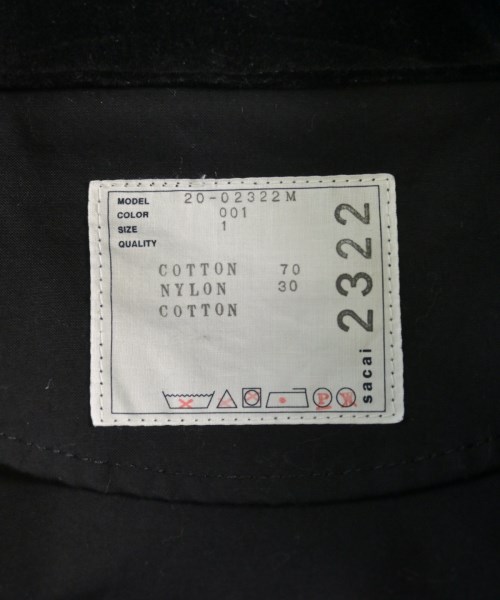 MODEL 20-02322M
COLOR 001
SIZE 1
QUALITY
COTTON 70
NYLON 30
COTTON
P W
sacai 2322